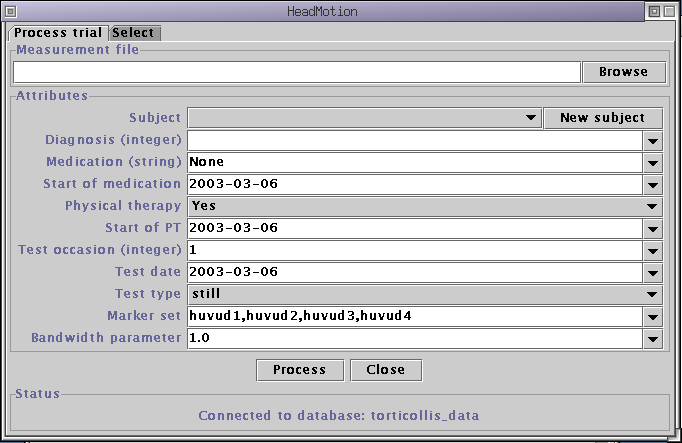 HeadMotion
Process trial Select
Measurement file
Browse
Attributes
Subject New subject
Diagnosis (integer)
Medication (string) None
Start of medication 2003-03-06
Physical therapy Yes
Start of PT 2003-03-06
Test occasion (integer) 1
Test date 2003-03-06
Test type still
Marker set huvud1,huvud2,huvud3,huvud4
Bandwidth parameter 1.0
Process Close
Status
Connected to database: torticollis_data